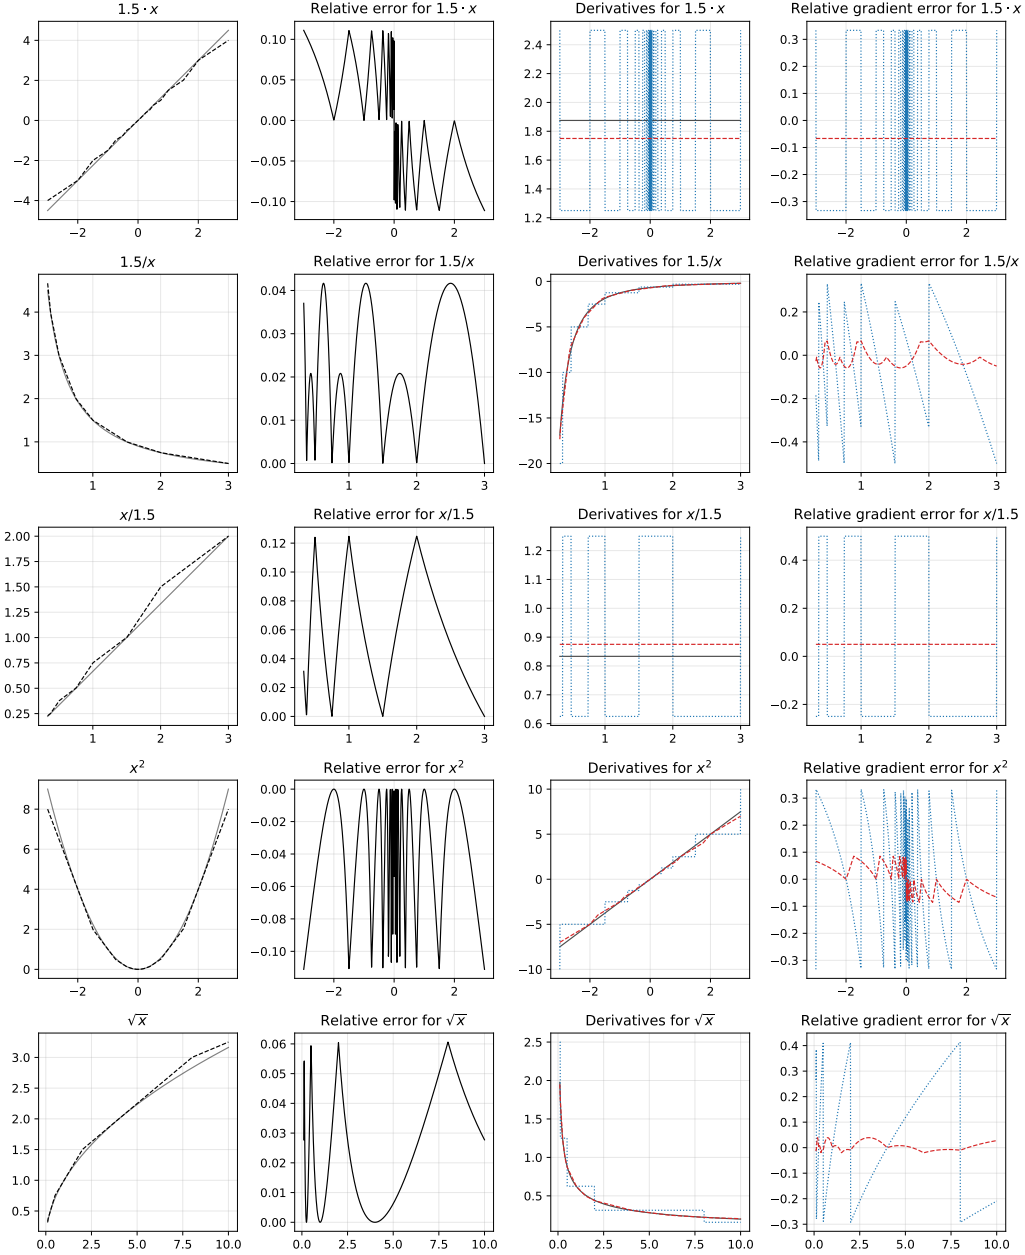 1.5 · x
Relative error for 1.5 · x
Derivatives for 1.5 · x
Relative gradient error for 1.5 · x
4
2
0
−2
−4
−2 0 2
0.10
0.05
0.00
−0.05
−0.10
−2 0 2
2.4
2.2
2.0
1.8
1.6
1.4
1.2
−2 0 2
0.3
0.2
0.1
0.0
−0.1
−0.2
−0.3
−2 0 2
1.5/x
Relative error for 1.5/x
Derivatives for 1.5/x
Relative gradient error for 1.5/x
4
3
2
1
1 2 3
0.04
0.03
0.02
0.01
0.00
1 2 3
0
−5
−10
−15
−20
1 2 3
0.2
0.0
−0.2
−0.4
1 2 3
x/1.5
Relative error for x/1.5
Derivatives for x/1.5
Relative gradient error for x/1.5
2.00
1.75
1.50
1.25
1.00
0.75
0.50
0.25
1 2 3
0.12
0.10
0.08
0.06
0.04
0.02
0.00
1 2 3
1.2
1.1
1.0
0.9
0.8
0.7
0.6
1 2 3
0.4
0.2
0.0
−0.2
1 2 3
x²
Relative error for x²
Derivatives for x²
Relative gradient error for x²
8
6
4
2
0
−2 0 2
0.00
−0.02
−0.04
−0.06
−0.08
−0.10
−2 0 2
10
5
0
−5
−10
−2 0 2
0.3
0.2
0.1
0.0
−0.1
−0.2
−0.3
−2 0 2
√x
Relative error for √x
Derivatives for √x
Relative gradient error for √x
3.0
2.5
2.0
1.5
1.0
0.5
0.0 2.5 5.0 7.5 10.0
0.06
0.05
0.04
0.03
0.02
0.01
0.00
0.0 2.5 5.0 7.5 10.0
2.5
2.0
1.5
1.0
0.5
0.0 2.5 5.0 7.5 10.0
0.4
0.3
0.2
0.1
0.0
−0.1
−0.2
−0.3
0.0 2.5 5.0 7.5 10.0